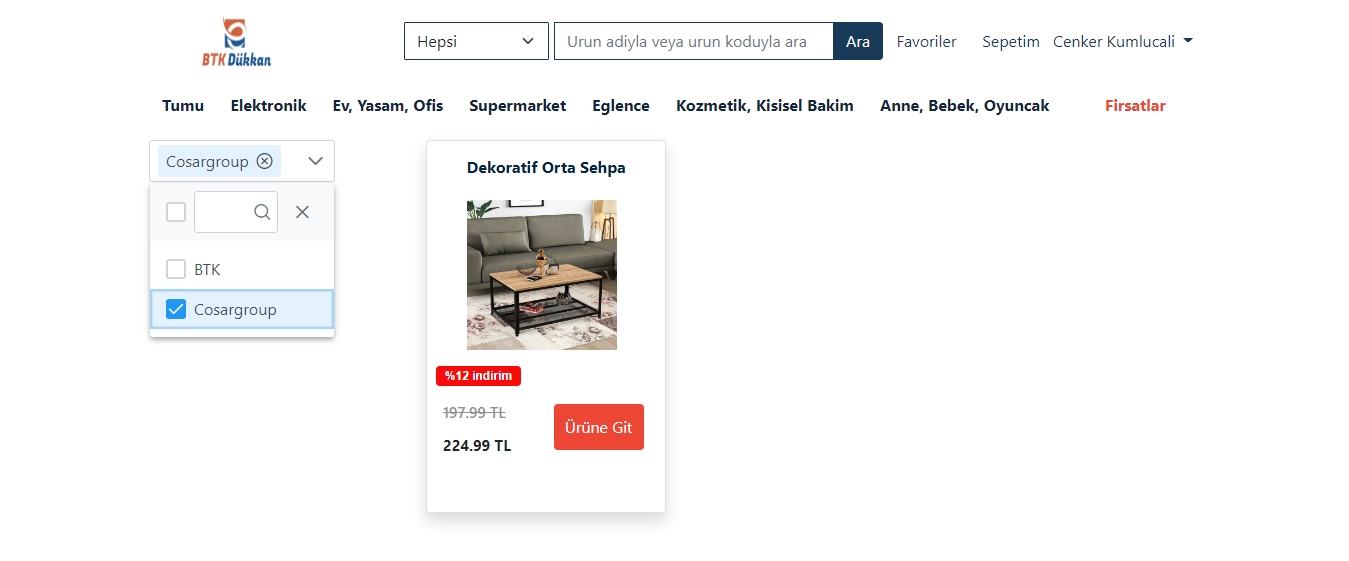 BTK Dükkan
Hepsi
Urun adiyla veya urun koduyla ara
Ara
Favoriler
Sepetim
Cenker Kumlucali
Tumu
Elektronik
Ev, Yasam, Ofis
Supermarket
Eglence
Kozmetik, Kisisel Bakim
Anne, Bebek, Oyuncak
Firsatlar
Cosargroup
BTK
Cosargroup
Dekoratif Orta Sehpa
%12 indirim
197.99 TL
224.99 TL
Ürüne Git